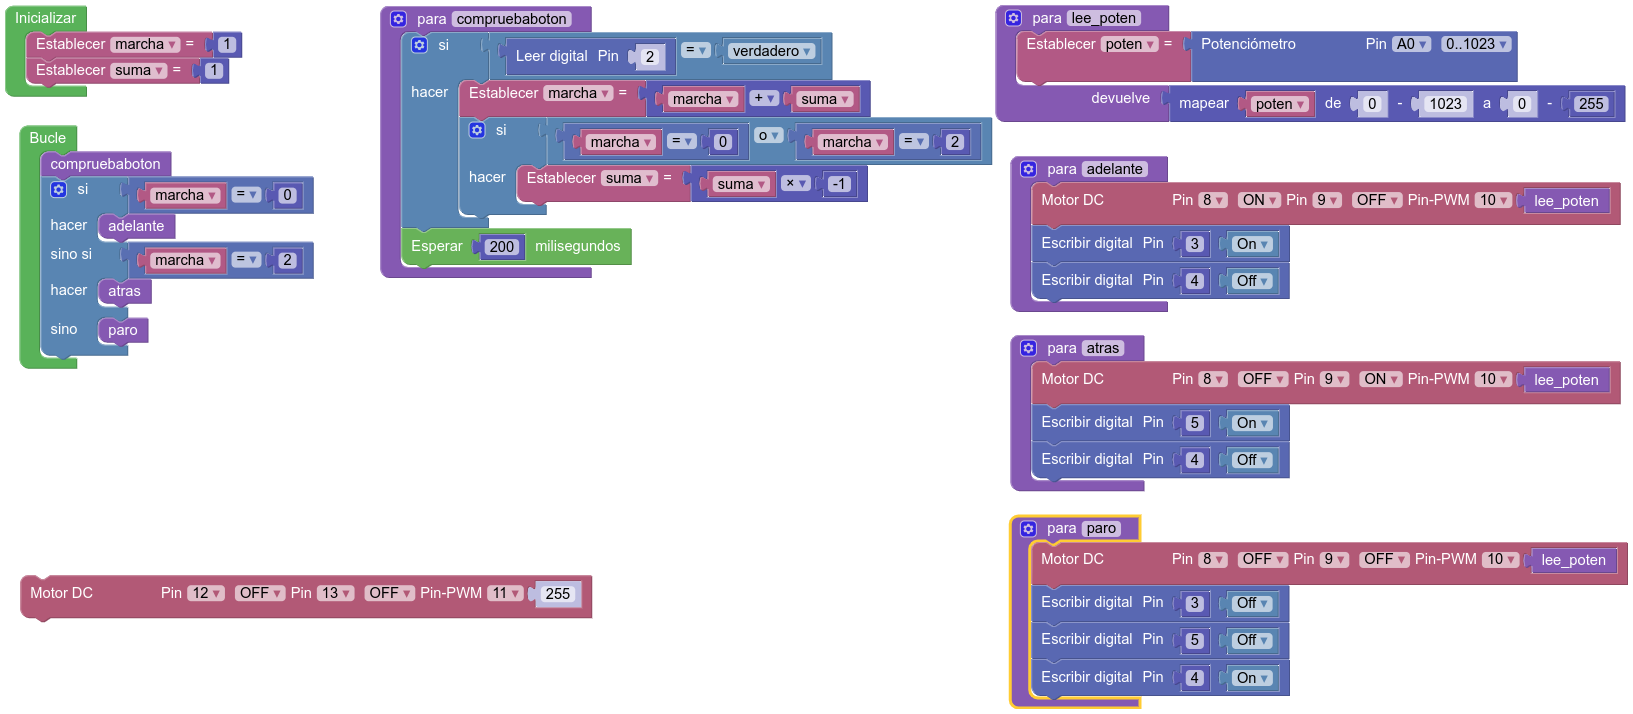 Inicializar
Establecer marcha = 1
Establecer suma = 1
Bucle
compruebaboton
si marcha = 0
hacer adelante
sino si marcha = 2
hacer atras
sino paro
para compruebaboton
si Leer digital Pin 2 = verdadero
hacer Establecer marcha = marcha + suma
si marcha = 0 o marcha = 2
hacer Establecer suma = suma × -1
Esperar 200 milisegundos
para lee_poten
Establecer poten = Potenciómetro Pin A0 0..1023
devuelve mapear poten de 0 - 1023 a 0 - 255
para adelante
Motor DC Pin 8 ON Pin 9 OFF Pin-PWM 10 lee_poten
Escribir digital Pin 3 On
Escribir digital Pin 4 Off
para atras
Motor DC Pin 8 OFF Pin 9 ON Pin-PWM 10 lee_poten
Escribir digital Pin 5 On
Escribir digital Pin 4 Off
para paro
Motor DC Pin 8 OFF Pin 9 OFF Pin-PWM 10 lee_poten
Escribir digital Pin 3 Off
Escribir digital Pin 5 Off
Escribir digital Pin 4 On
Motor DC Pin 12 OFF Pin 13 OFF Pin-PWM 11 255